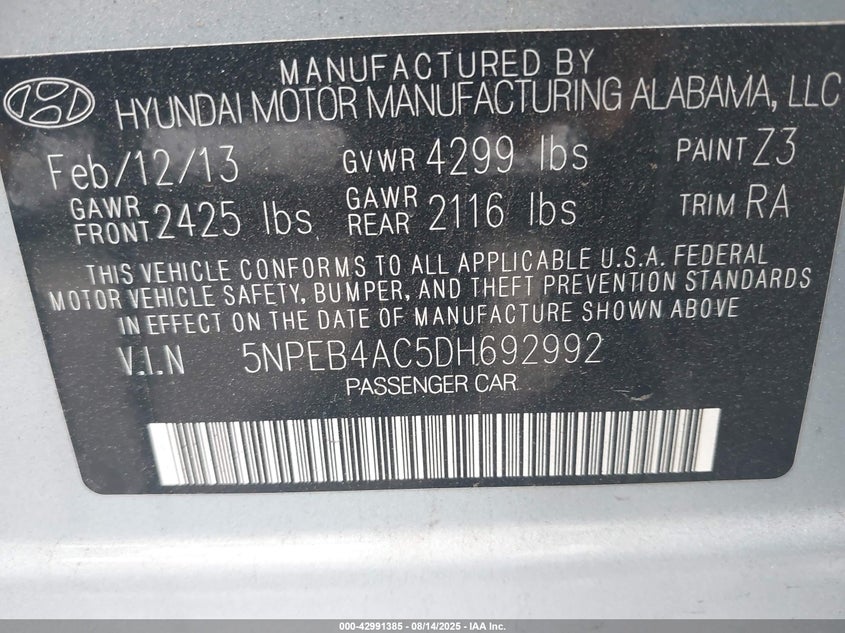 MANUFACTURED BY
HYUNDAI MOTOR MANUFACTURING ALABAMA, LLC
Feb/12/13 GVWR 4299 lbs PAINT Z3
GAWR FRONT 2425 lbs GAWR REAR 2116 lbs TRIM RA
THIS VEHICLE CONFORMS TO ALL APPLICABLE U.S.A. FEDERAL
MOTOR VEHICLE SAFETY, BUMPER, AND THEFT PREVENTION STANDARDS
IN EFFECT ON THE DATE OF MANUFACTURE SHOWN ABOVE
V.I.N 5NPEB4AC5DH692992
PASSENGER CAR
000-42991385 - 08/14/2025 - IAA Inc.